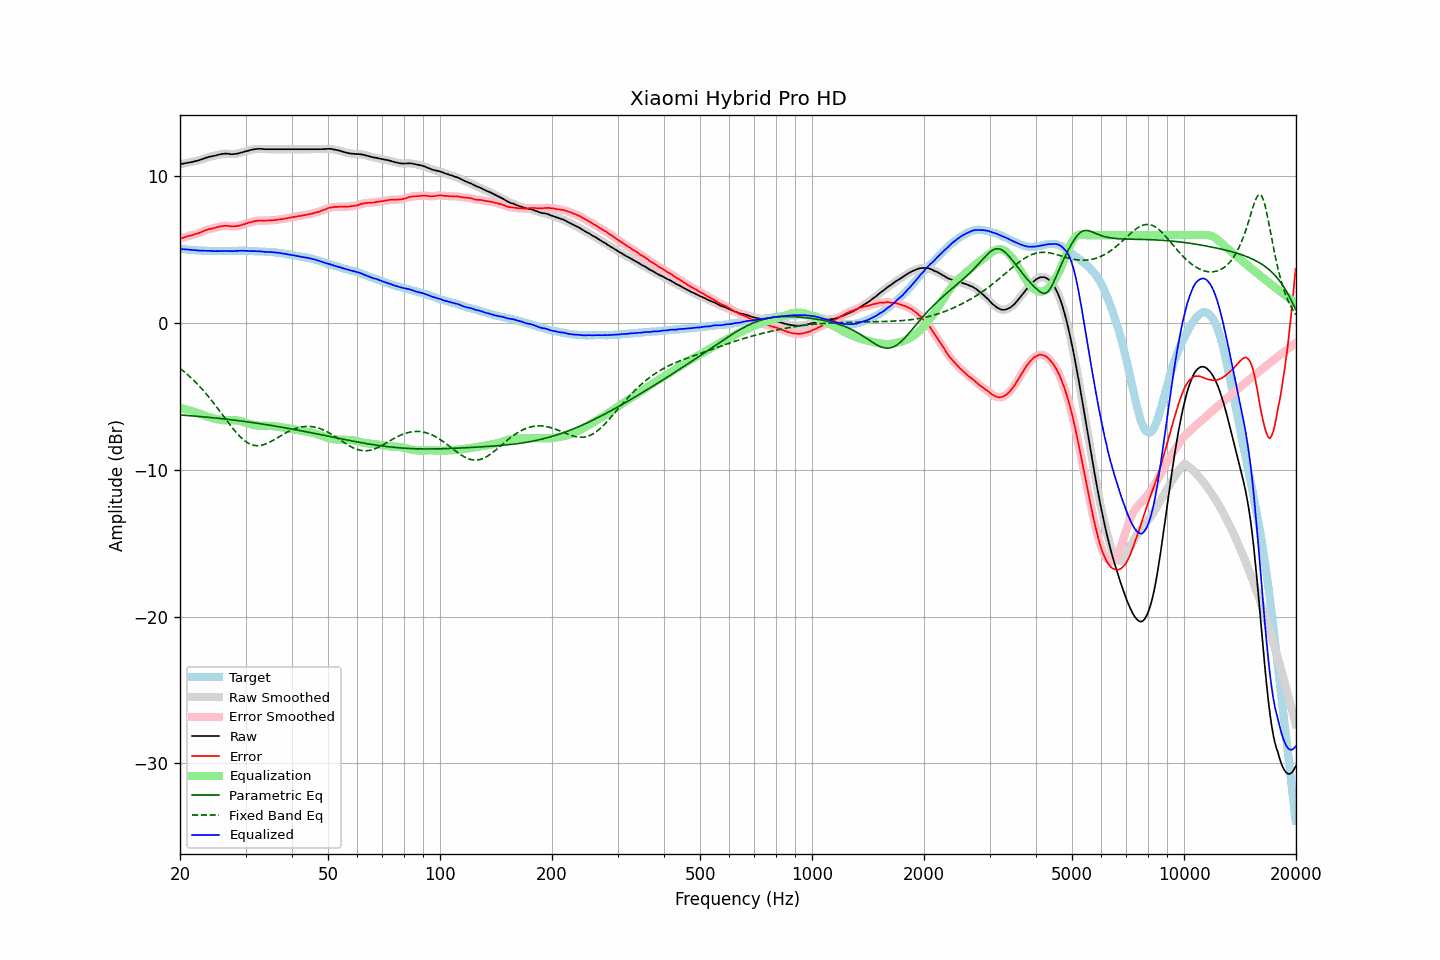 Xiaomi Hybrid Pro HD
Amplitude (dBr)
10
0
−10
−20
−30
Target
Raw Smoothed
Error Smoothed
Raw
Error
Equalization
Parametric Eq
Fixed Band Eq
Equalized
20 50 100 200 500 1000 2000 5000 10000 20000
Frequency (Hz)